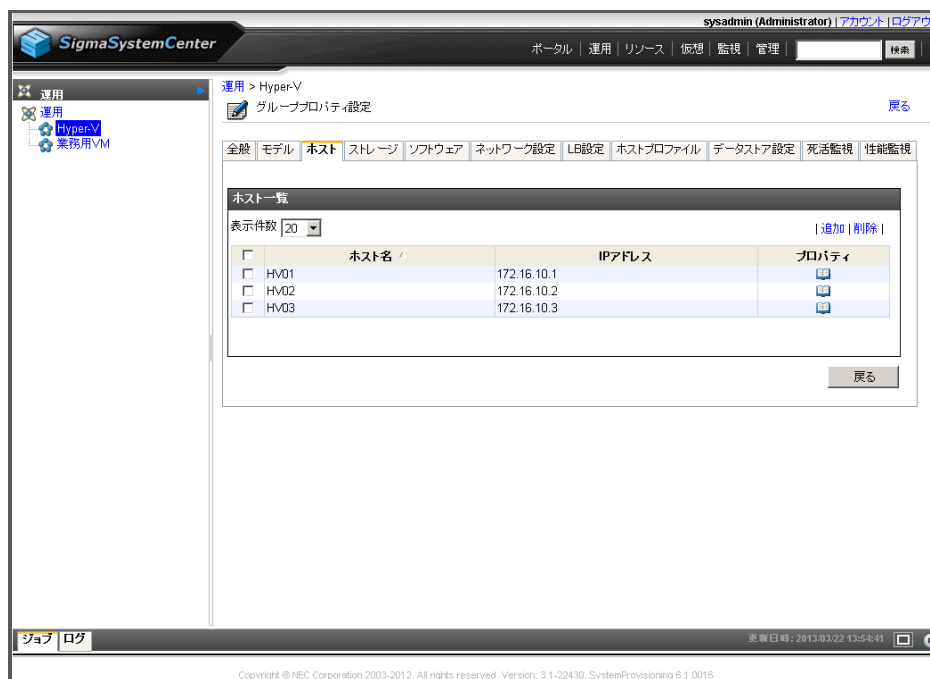 sysadmin (Administrator) | アカウント | ログアウ
SigmaSystemCenter
ポータル | 運用 | リソース | 仮想 | 監視 | 管理 | 検索
運用
運用
Hyper-V
業務用VM
運用 > Hyper-V
グループプロパティ設定
戻る
全般 モデル ホスト ストレージ ソフトウェア ネットワーク設定 LB設定 ホストプロファイル データストア設定 死活監視 性能監視
ホスト一覧
表示件数 20
| 追加 | 削除 |
ホスト名 IPアドレス プロパティ
HV01 172.16.10.1
HV02 172.16.10.2
HV03 172.16.10.3
戻る
ジョブ ログ
更新日時: 2013/03/22 13:54:41
Copyright © NEC Corporation 2003-2012. All rights reserved. Version: 3.1-22430, SystemProvisioning 6.1.0016